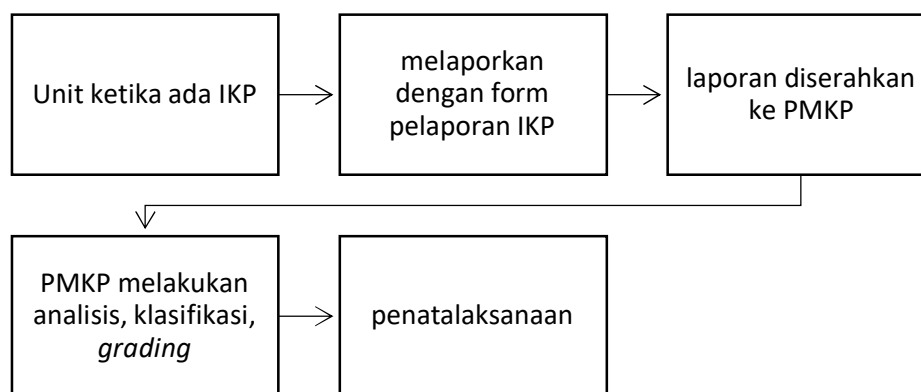 Unit ketika ada IKP
melaporkan
dengan form
pelaporan IKP
laporan diserahkan
ke PMKP
PMKP melakukan
analisis, klasifikasi,
grading
penatalaksanaan